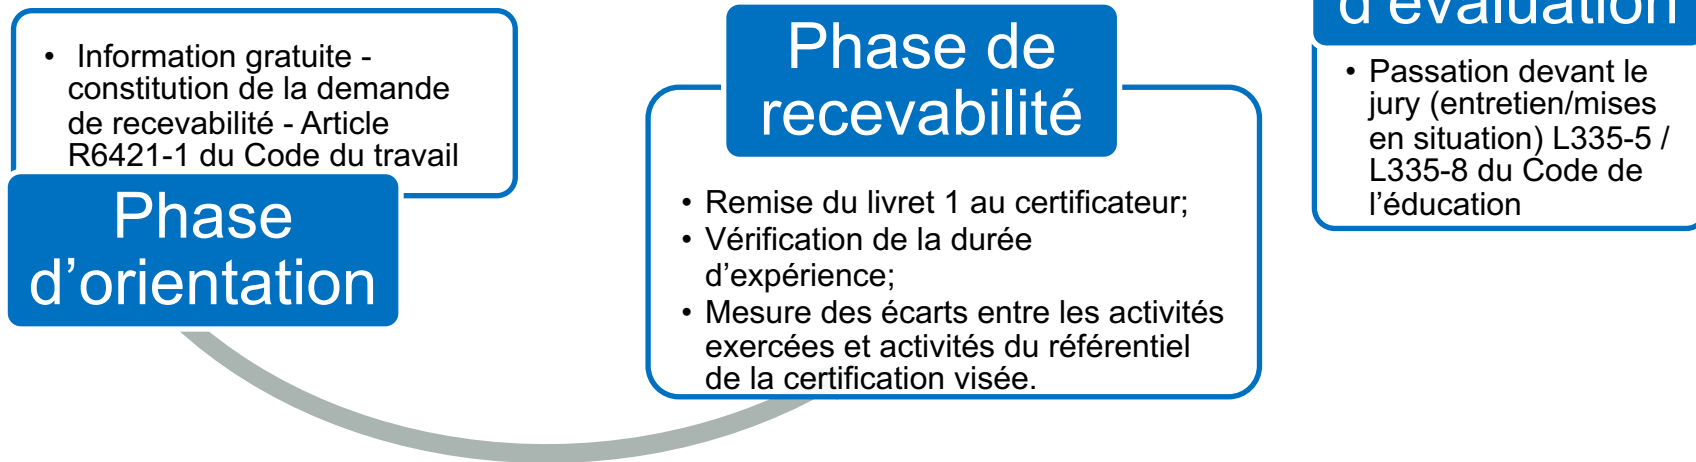 • Information gratuite -
constitution de la demande
de recevabilité - Article
R6421-1 du Code du travail
Phase
d’orientation
Phase de
recevabilité
• Remise du livret 1 au certificateur;
• Vérification de la durée
d’expérience;
• Mesure des écarts entre les activités
exercées et activités du référentiel
de la certification visée.
d’évaluation
• Passation devant le
jury (entretien/mises
en situation) L335-5 /
L335-8 du Code de
l’éducation